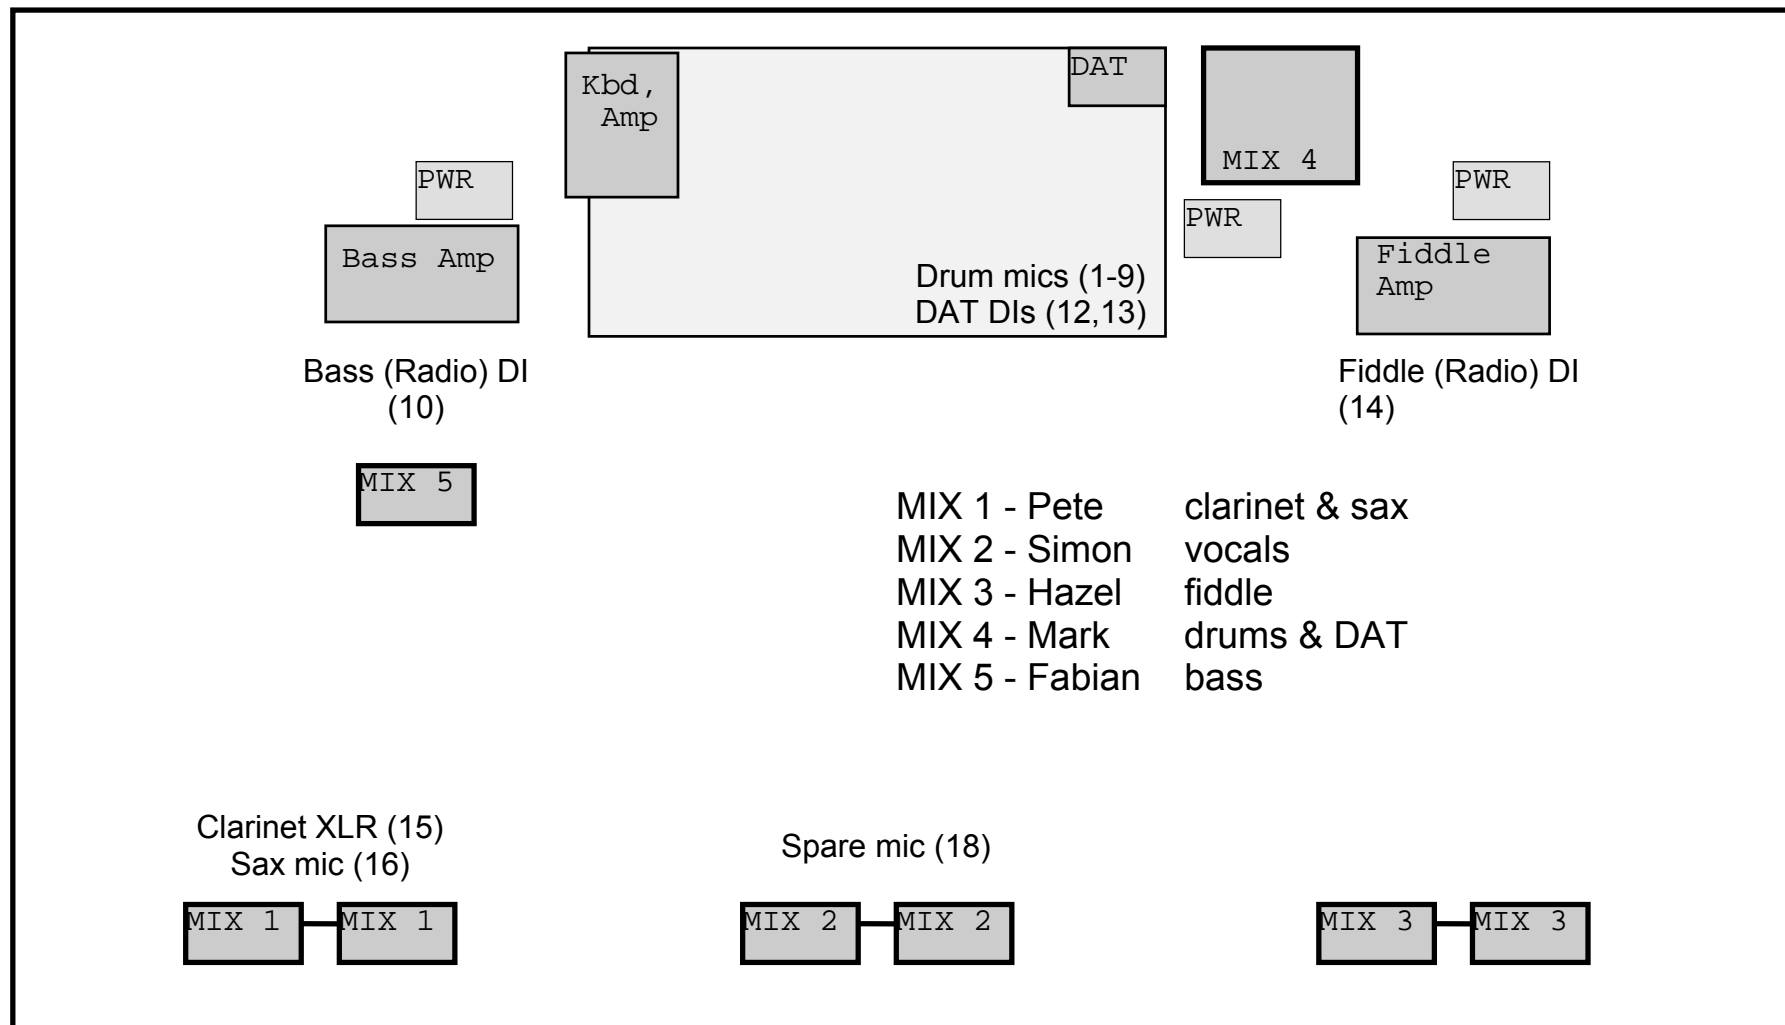 Kbd,
Amp
DAT
MIX 4
PWR
PWR
PWR
Bass Amp
Fiddle
Amp
Drum mics (1-9)
DAT DIs (12,13)
Bass (Radio) DI
(10)
Fiddle (Radio) DI
(14)
MIX 5
MIX 1 - Pete clarinet & sax
MIX 2 - Simon vocals
MIX 3 - Hazel fiddle
MIX 4 - Mark drums & DAT
MIX 5 - Fabian bass
Clarinet XLR (15)
Sax mic (16)
Spare mic (18)
MIX 1 MIX 1
MIX 2 MIX 2
MIX 3 MIX 3